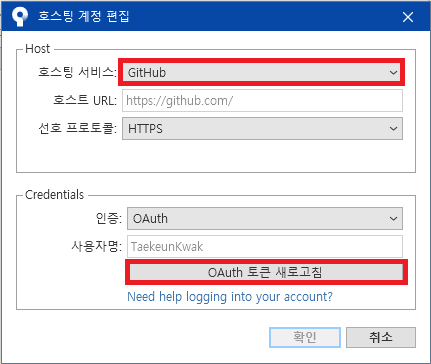 호스팅 계정 편집
Host
호스팅 서비스: GitHub
호스트 URL: https://github.com/
선호 프로토콜: HTTPS
Credentials
인증: OAuth
사용자명: TaekeunKwak
OAuth 토큰 새로고침
Need help logging into your account?
확인 취소